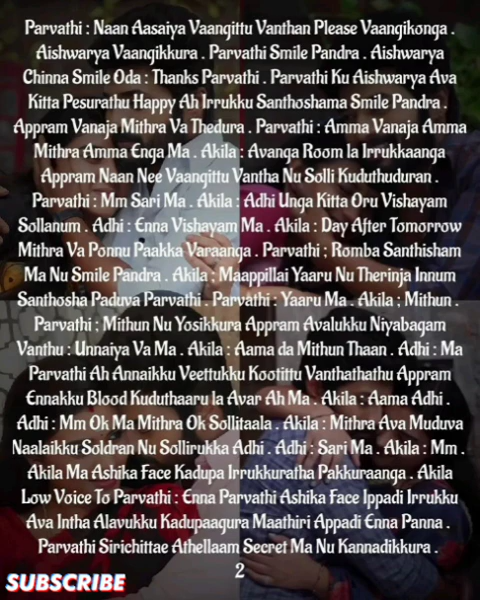 Parvathi : Naan Aasaiya Vaangittu Vanthan Please Vaangikonga .
Aishwarya Vaangikkura . Parvathi Smile Pandra . Aishwarya
Chinna Smile Oda : Thanks Parvathi . Parvathi Ku Aishwarya Ava
Kitta Pesurathu Happy Ah Irrukku Santhoshama Smile Pandra .
Appram Vanaja Mithra Va Thedura . Parvathi : Amma Vanaja Amma
Mithra Amma Enga Ma . Akila : Avanga Room la Irrukkaanga
Appram Naan Nee Vaangittu Vantha Nu Solli Kuduthuduran .
Parvathi : Mm Sari Ma . Akila : Adhi Unga Kitta Oru Vishayam
Sollanum . Adhi : Enna Vishayam Ma . Akila : Day After Tomorrow
Mithra Va Ponnu Paakka Varaanga . Parvathi ; Romba Santhisham
Ma Nu Smile Pandra . Akila ; Maappillai Yaaru Nu Therinja Innum
Santhosha Paduva Parvathi . Parvathi : Yaaru Ma . Akila ; Mithun .
Parvathi ; Mithun Nu Yosikkura Appram Avalukku Niyabagam
Vanthu : Unnaiya Va Ma . Akila : Aama da Mithun Thaan . Adhi : Ma
Parvathi Ah Annaikku Veettukku Kootittu Vanthathathu Appram
Ennakku Blood Kuduthaaru la Avar Ah Ma . Akila : Aama Adhi .
Adhi : Mm Ok Ma Mithra Ok Sollitaala . Akila : Mithra Ava Muduva
Naalaikku Soldran Nu Sollirukka Adhi . Adhi : Sari Ma . Akila : Mm .
Akila Ma Ashika Face Kadupa Irrukkuratha Pakkuraanga . Akila
Low Voice To Parvathi : Enna Parvathi Ashika Face Ippadi Irrukku
Ava Intha Alavukku Kadupaagura Maathiri Appadi Enna Panna .
Parvathi Sirichittae Athellaam Secret Ma Nu Kannadikkura .
2
SUBSCRIBE